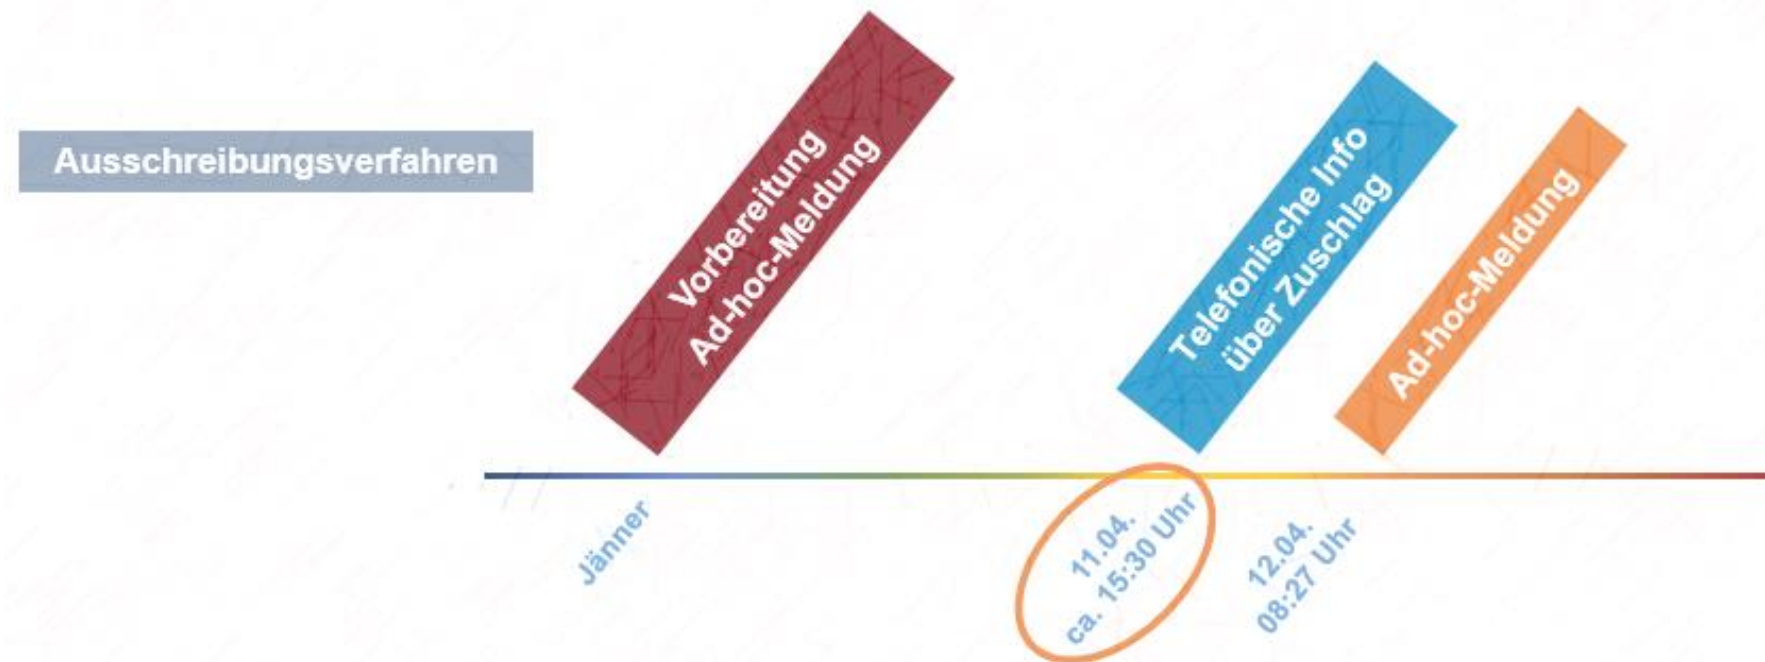 Ausschreibungsverfahren
Vorbereitung
Ad-hoc-Meldung
Telefonische Info
über Zuschlag
Ad-hoc-Meldung
Jänner
11.04.
ca. 15:30 Uhr
12.04.
08:27 Uhr